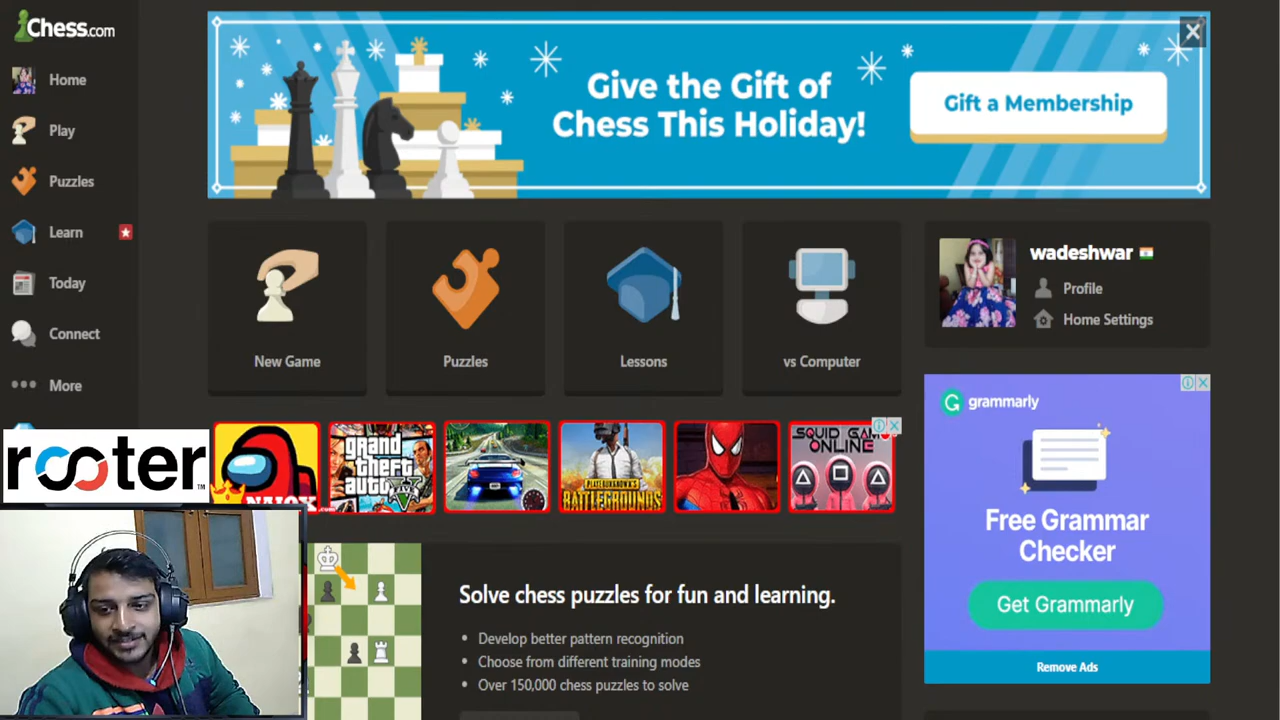 Chess.com
Home
Play
Puzzles
Learn
Today
Connect
More
rooter™
Give the Gift of
Chess This Holiday!
Gift a Membership
New Game
Puzzles
Lessons
vs Computer
wadeshwar
Profile
Home Settings
grand
theft
auto
V
PLAYERUNKNOWN'S
BATTLEGROUNDS
SQUID GAME
ONLINE
grammarly
Free Grammar
Checker
Get Grammarly
Remove Ads
Solve chess puzzles for fun and learning.
• Develop better pattern recognition
• Choose from different training modes
• Over 150,000 chess puzzles to solve